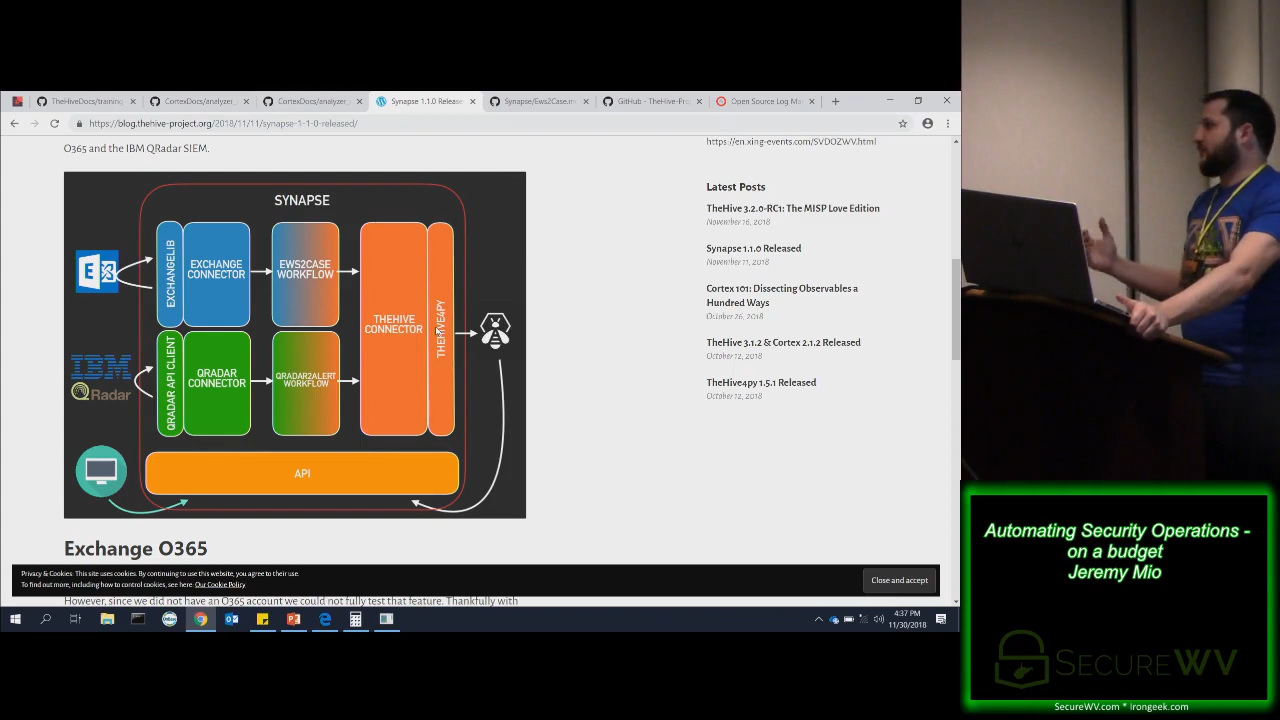 TheHiveDocs/training
CortexDocs/analyzer_
CortexDocs/analyzer_
Synapse 1.1.0 Release
Synapse/Ews2Case.m
GitHub - TheHive-Pro
Open Source Log Ma
https://blog.thehive-project.org/2018/11/11/synapse-1-1-0-released/
O365 and the IBM QRadar SIEM.
SYNAPSE
EXCHANGELIB
EXCHANGE
CONNECTOR
EWS2CASE
WORKFLOW
THEHIVE
CONNECTOR
THEHIVE4PY
IBM
QRadar
QRADAR API CLIENT
QRADAR
CONNECTOR
QRADAR2ALERT
WORKFLOW
API
Exchange O365
However, since we did not have an O365 account we could not fully test that feature. Thankfully with
https://en.xing-events.com/SVDOZWV.html
Latest Posts
TheHive 3.2.0-RC1: The MISP Love Edition
November 16, 2018
Synapse 1.1.0 Released
November 11, 2018
Cortex 101: Dissecting Observables a
Hundred Ways
October 26, 2018
TheHive 3.1.2 & Cortex 2.1.2 Released
October 12, 2018
TheHive4py 1.5.1 Released
October 12, 2018
Privacy & Cookies: This site uses cookies. By continuing to use this website, you agree to their use.
To find out more, including how to control cookies, see here: Our Cookie Policy
Close and accept
4:37 PM
11/30/2018
Automating Security Operations -
on a budget
Jeremy Mio
SECUREWV
SecureWV.com * Irongeek.com